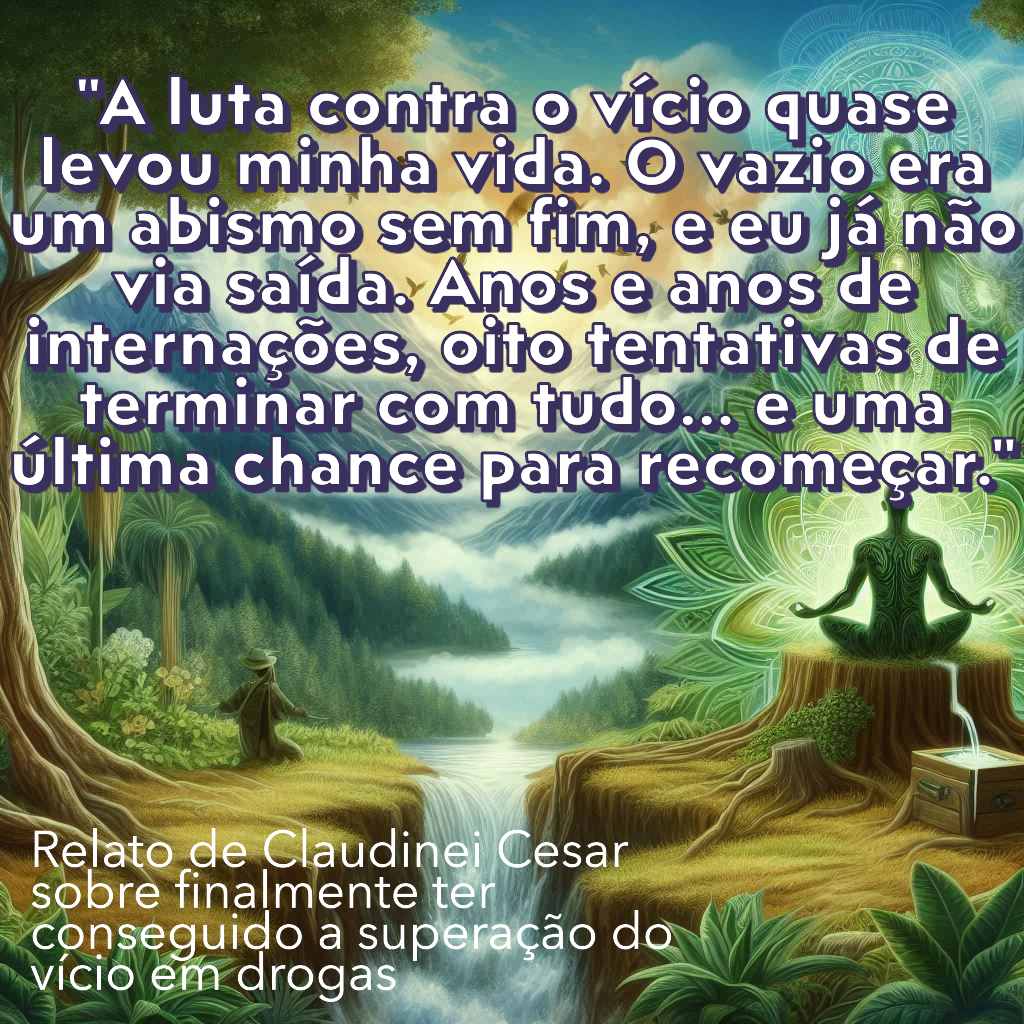 "A luta contra o vício quase
levou minha vida. O vazio era
um abismo sem fim, e eu já não
via saída. Anos e anos de
internações, oito tentativas de
terminar com tudo... e uma
última chance para recomeçar."
Relato de Claudinei Cesar
sobre finalmente ter
conseguido a superação do
vício em drogas